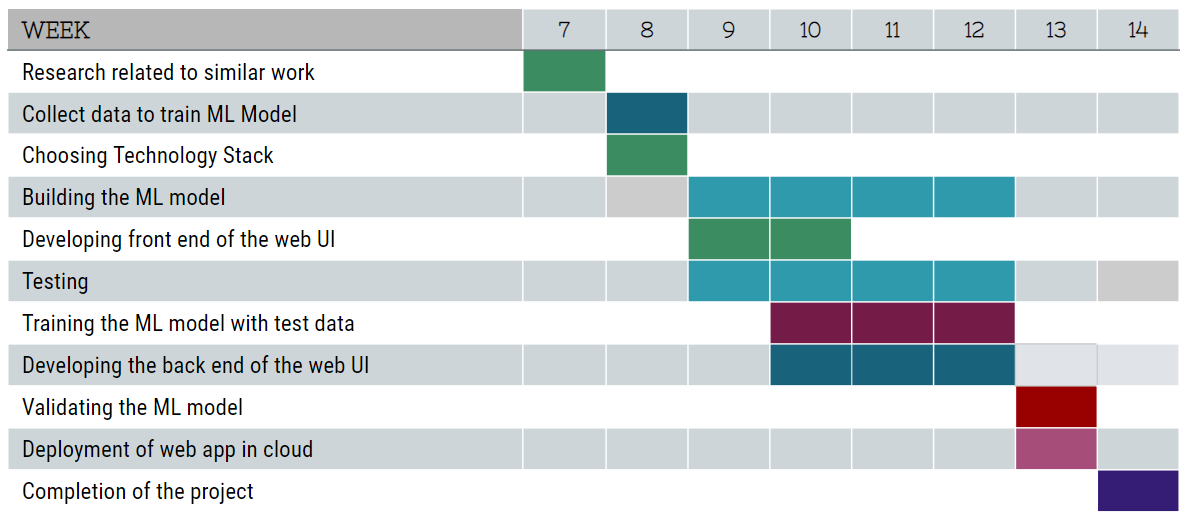 WEEK 7 8 9 10 11 12 13 14
Research related to similar work
Collect data to train ML Model
Choosing Technology Stack
Building the ML model
Developing front end of the web UI
Testing
Training the ML model with test data
Developing the back end of the web UI
Validating the ML model
Deployment of web app in cloud
Completion of the project